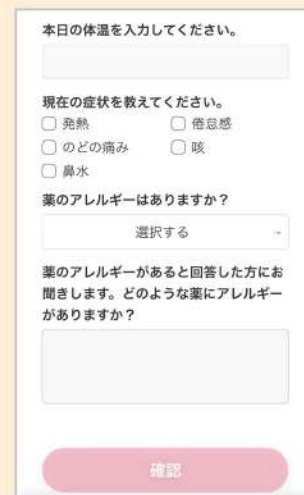 本日の体温を入力してください。
現在の症状を教えてください。
発熱 倦怠感
のどの痛み 咳
鼻水
薬のアレルギーはありますか？
選択する
薬のアレルギーがあると回答した方にお
聞きします。どのような薬にアレルギー
がありますか？
確認